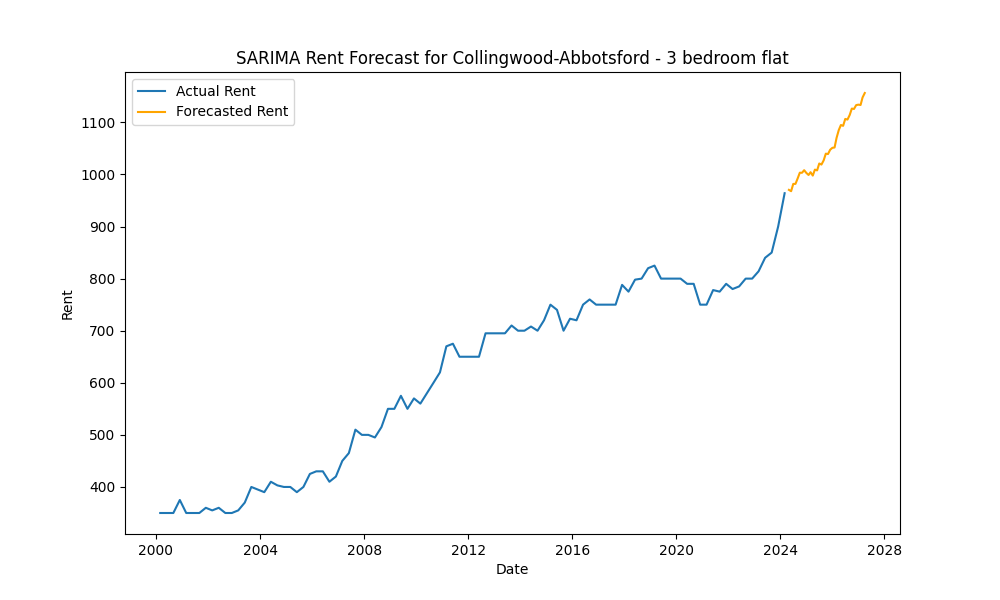 SARIMA Rent Forecast for Collingwood-Abbotsford - 3 bedroom flat
Actual Rent
Forecasted Rent
1100
1000
900
800
700
600
500
400
Rent
2000 2004 2008 2012 2016 2020 2024 2028
Date